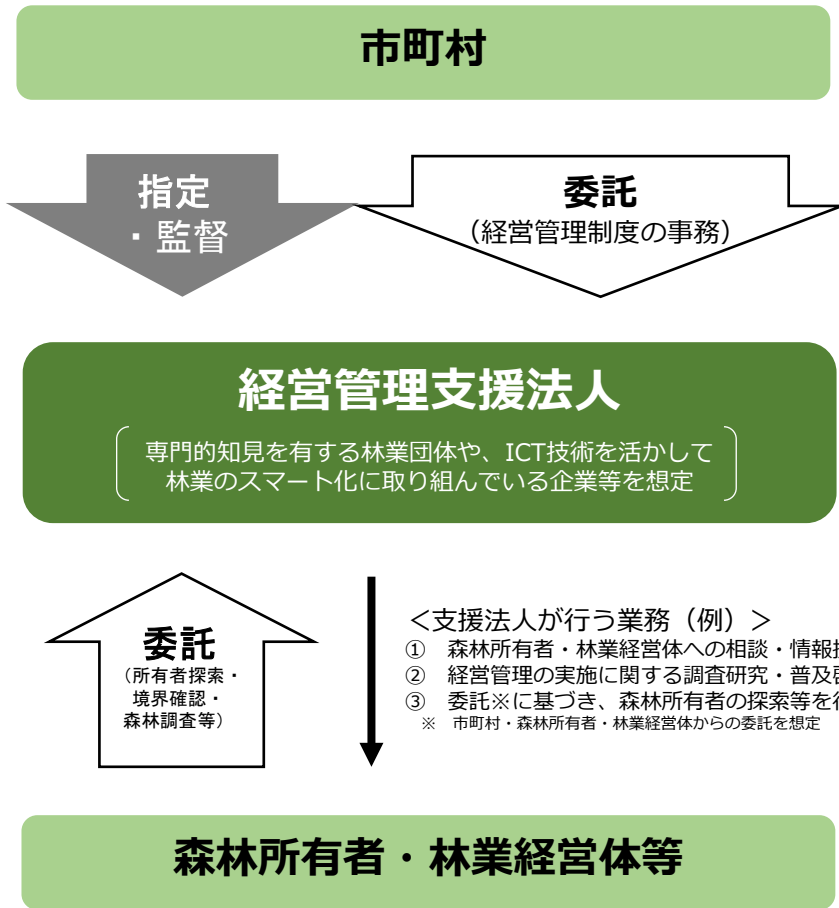 市町村
指定
・監督
委託
（経営管理制度の事務）
経営管理支援法人
専門的知見を有する林業団体や、ICT技術を活かして
林業のスマート化に取り組んでいる企業等を想定
委託
（所有者探索・
境界確認・
森林調査等）
＜支援法人が行う業務（例）＞
① 森林所有者・林業経営体への相談・情報
② 経営管理の実施に関する調査研究・普及
③ 委託※に基づき、森林所有者の探索等を
※ 市町村・森林所有者・林業経営体からの委託を想定
森林所有者・林業経営体等